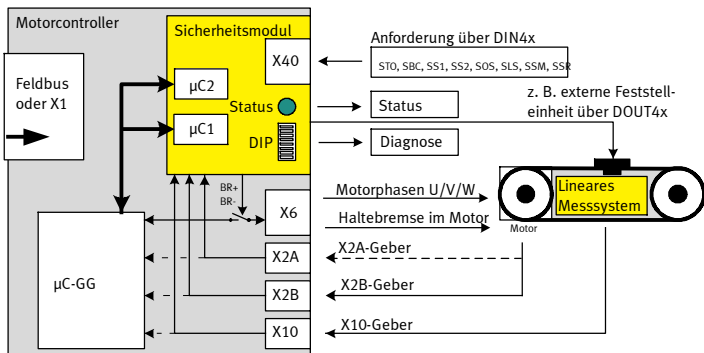 Motorcontroller
Sicherheitsmodul
Anforderung über DIN4x
X40
STO, SBC, SS1, SS2, SOS, SLS, SSM, SSR
Feldbus
oder X1
µC2
z. B. externe Feststell-
einheit über DOUT4x
Status
Status
µC1
DIP
Diagnose
BR+
BR-
Motorphasen U/V/W
Lineares
Messsystem
X6
Haltebremse im Motor
Motor
X2A
X2A-Geber
µC-GG
X2B
X2B-Geber
X10
X10-Geber